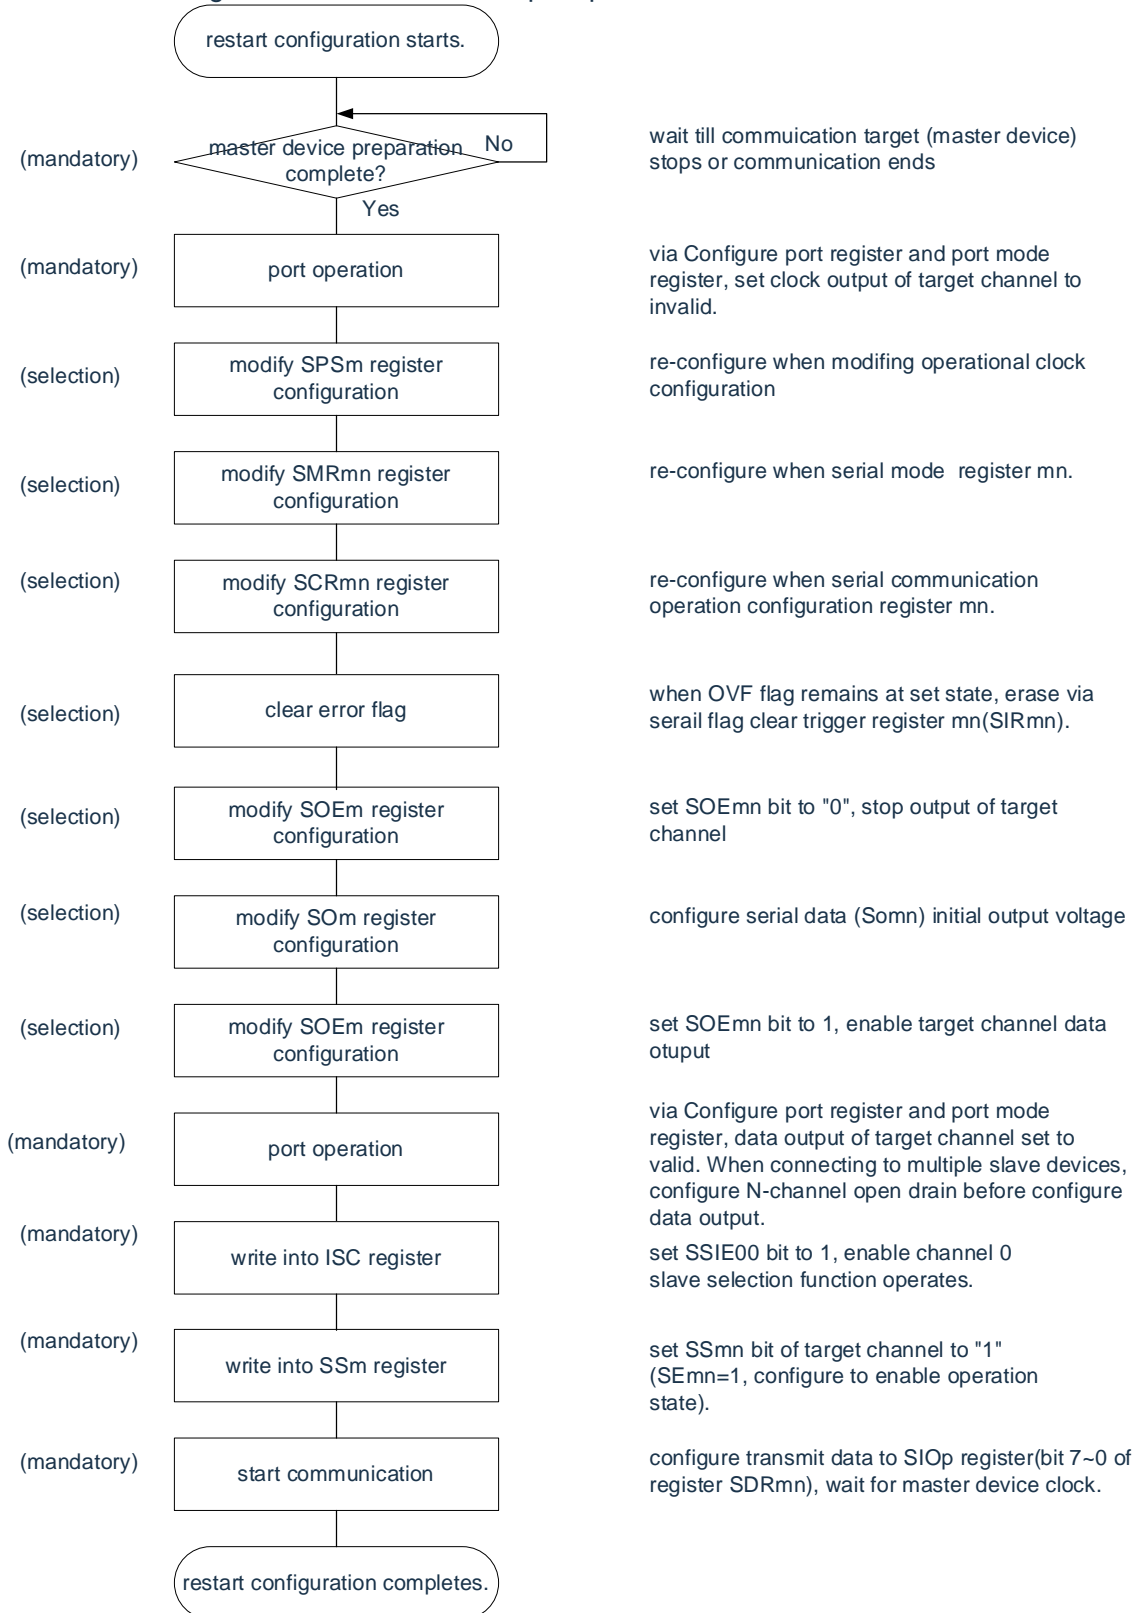 restart configuration starts.
(mandatory)
master device preparation
complete?
No
Yes
wait till commuication target (master device)
stops or communication ends
(mandatory)
port operation
via Configure port register and port mode
register, set clock output of target channel to
invalid.
(selection)
modify SPSm register
configuration
re-configure when modifing operational clock
configuration
(selection)
modify SMRmn register
configuration
re-configure when serial mode  register mn.
(selection)
modify SCRmn register
configuration
re-configure when serial communication
operation configuration register mn.
(selection)
clear error flag
when OVF flag remains at set state, erase via
serail flag clear trigger register mn(SIRmn).
(selection)
modify SOEm register
configuration
set SOEmn bit to "0", stop output of target
channel
(selection)
modify SOm register
configuration
configure serial data (Somn) initial output voltage
(selection)
modify SOEm register
configuration
set SOEmn bit to 1, enable target channel data
otuput
(mandatory)
port operation
via Configure port register and port mode
register, data output of target channel set to
valid. When connecting to multiple slave devices,
configure N-channel open drain before configure
data output.
(mandatory)
write into ISC register
set SSIE00 bit to 1, enable channel 0
slave selection function operates.
(mandatory)
write into SSm register
set SSmn bit of target channel to "1"
(SEmn=1, configure to enable operation
state).
(mandatory)
start communication
configure transmit data to SIOp register(bit 7~0 of
register SDRmn), wait for master device clock.
restart configuration completes.